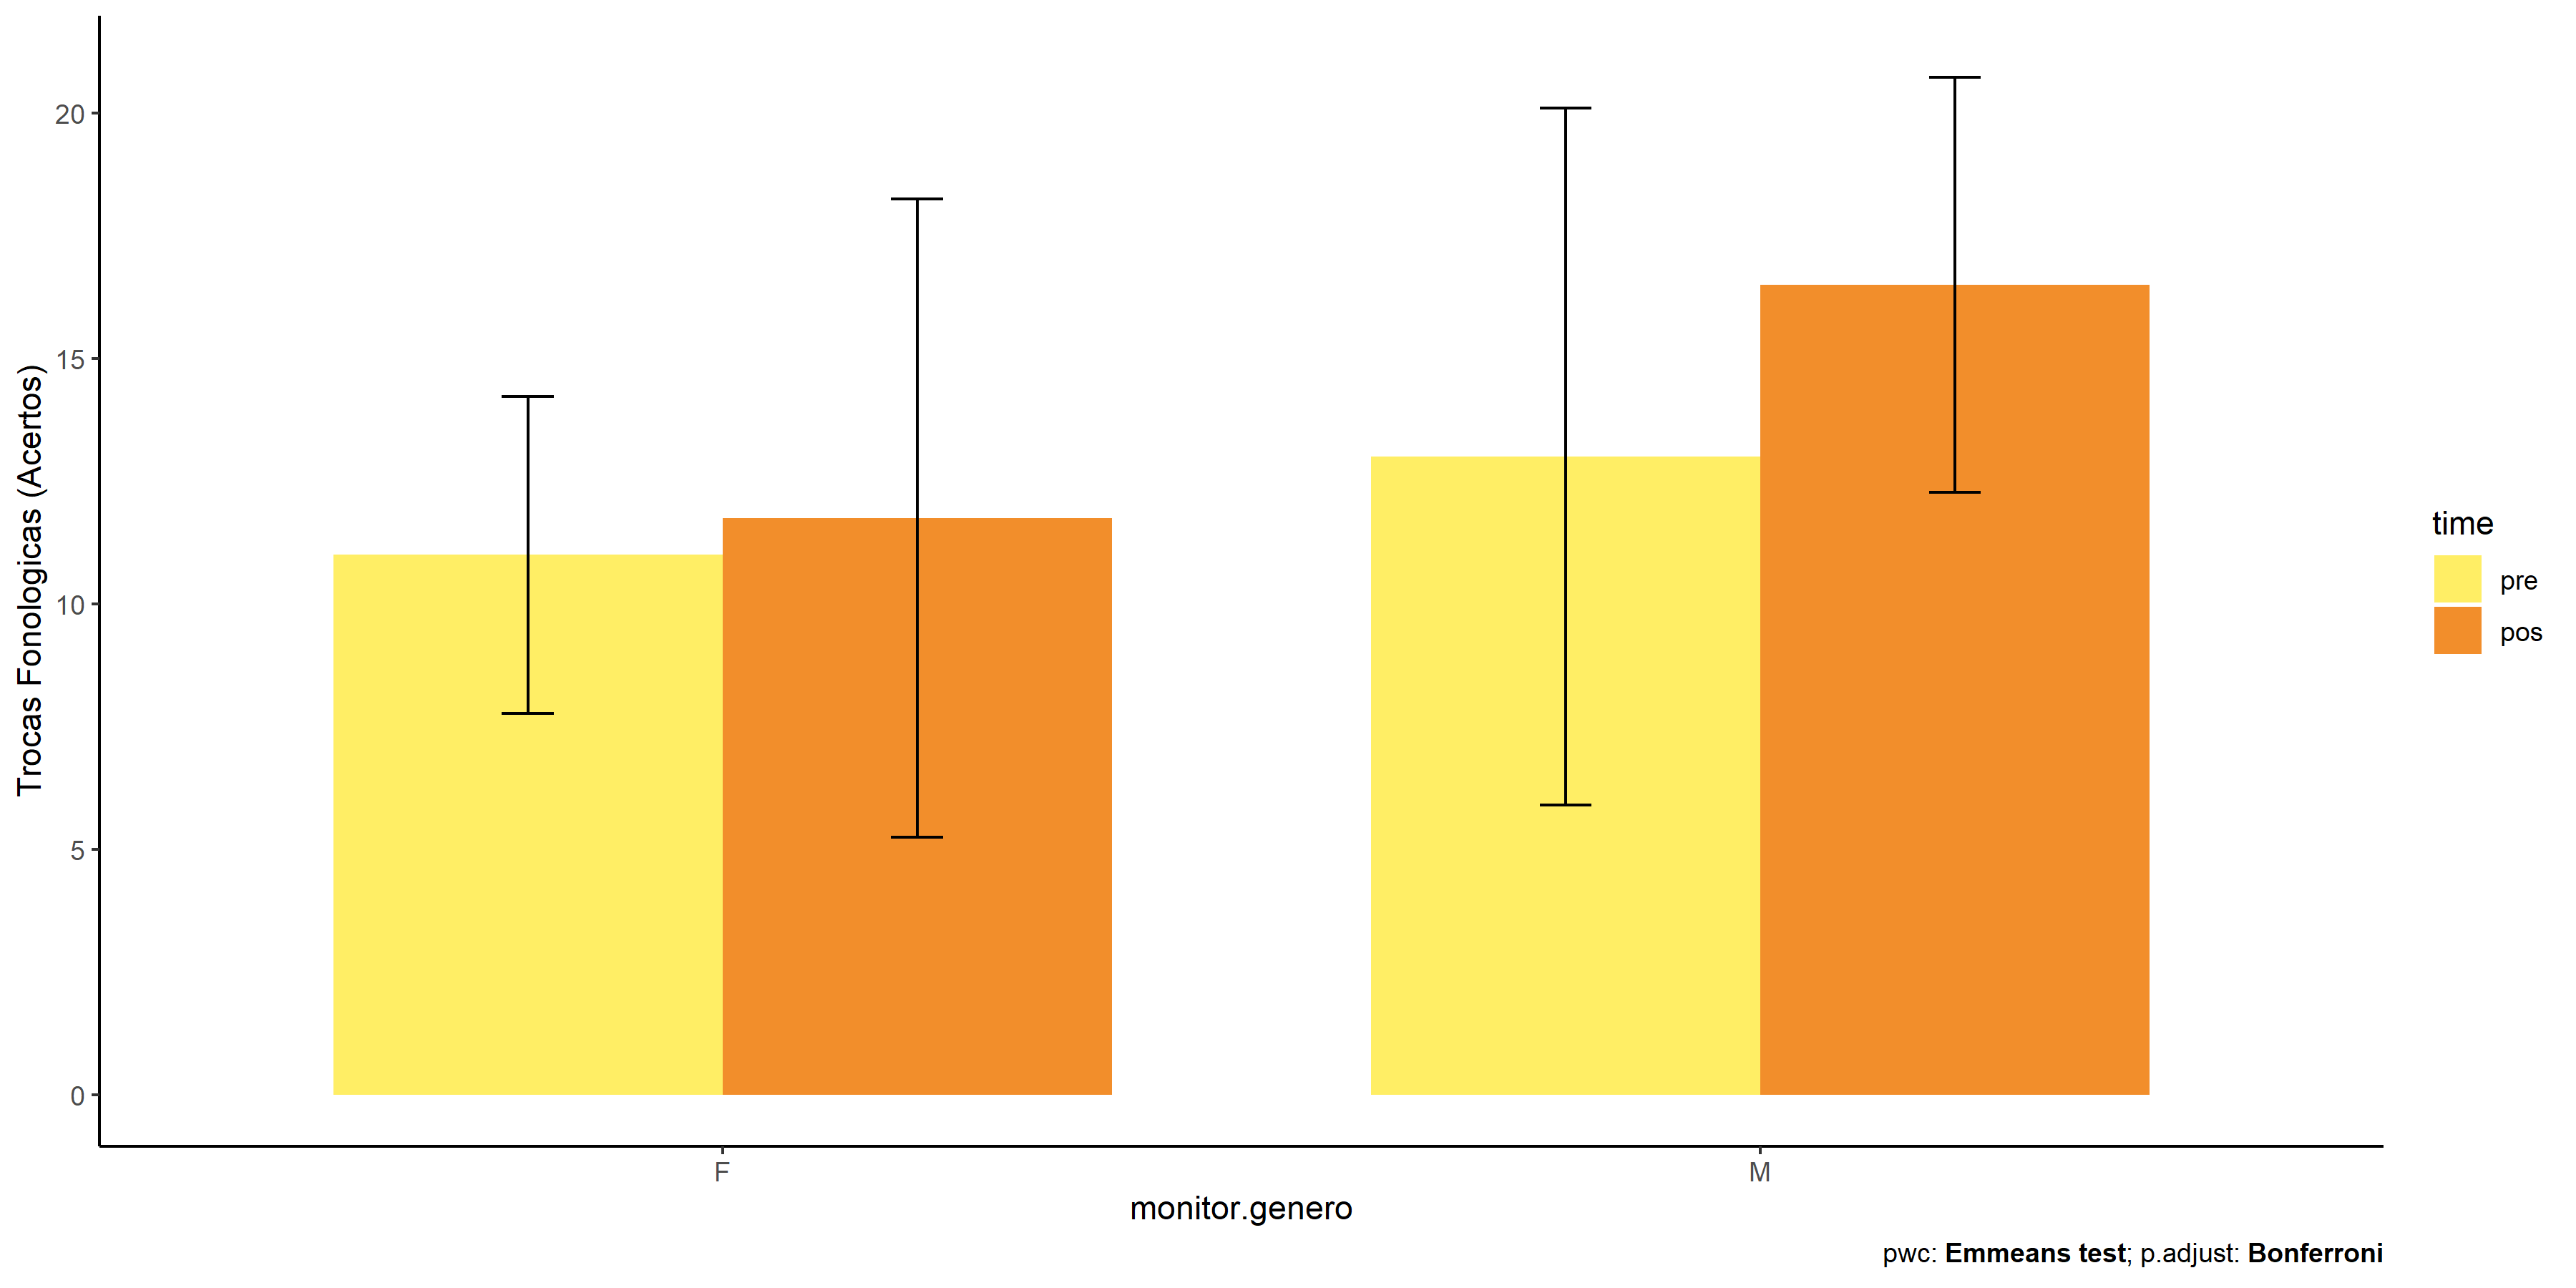 Trocas Fonologicas (Acertos)
20
15
10
5
0
F
M
monitor.genero
time
pre
pos
pwc: Emmeans test; p.adjust: Bonferroni